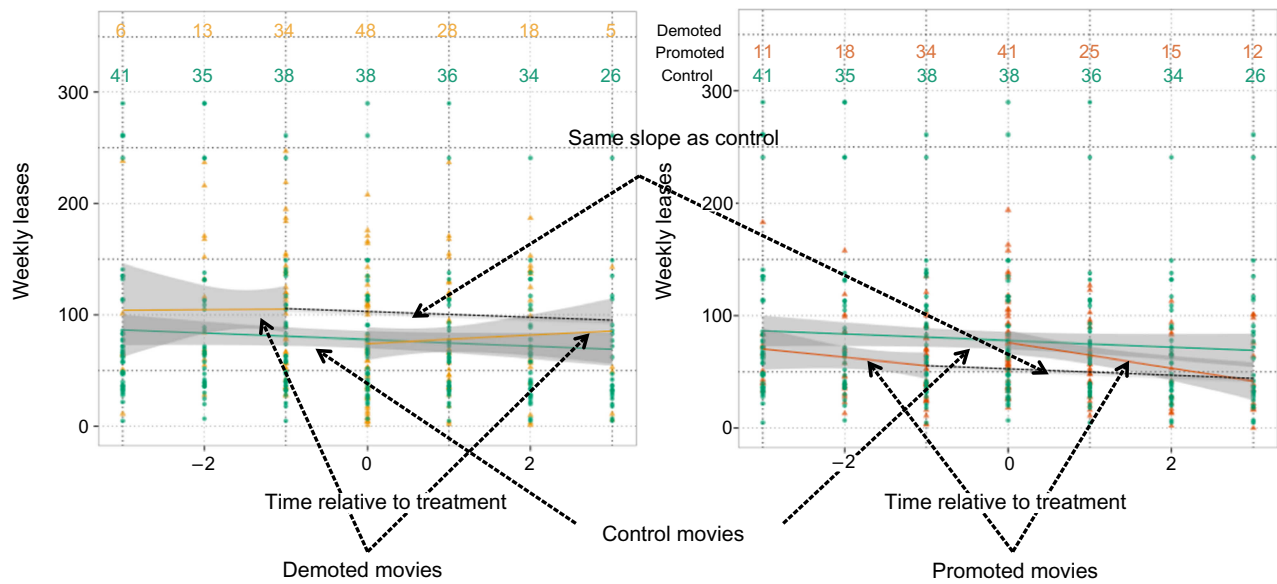 6 13 34 48 28 18 5
Demoted
Promoted
11 18 34 41 25 15 12
41 35 38 38 36 34 26
Control
41 35 38 38 36 34 26
300
300
Same slope as control
Weekly leases
Weekly leases
200
200
100
100
0
0
−2 0 2
−2 0 2
Time relative to treatment
Time relative to treatment
Control movies
Demoted movies
Promoted movies